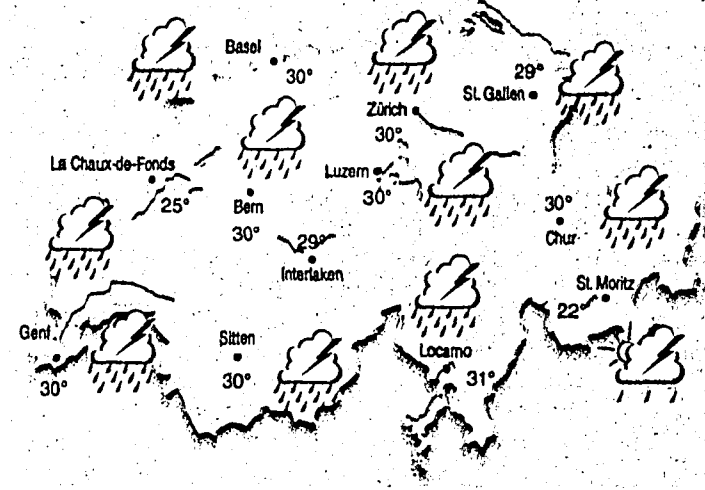 Basel
30°
29°
St. Gallen
Zürich
30°
La Chaux-de-Fonds
25°
Luzern
30°
Bern
30°
30°
Chur
29°
Interlaken
St. Moritz
22°
Genf
30°
Sitten
30°
Locarno
31°